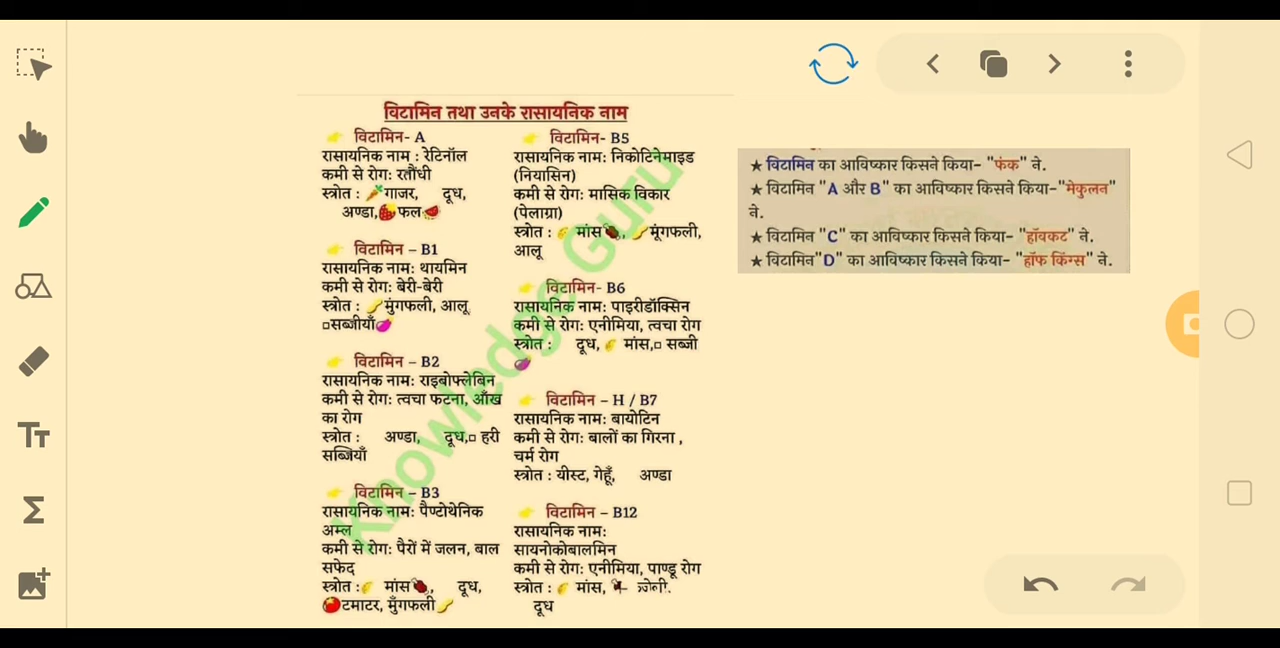 विटामिन तथा उनके रासायनिक नाम
विटामिन- A
रासायनिक नाम : रेटिनॉल
कमी से रोग: रतौंधी
स्त्रोत : गाजर, दूध,
अण्डा, फल
विटामिन – B1
रासायनिक नाम: थायमिन
कमी से रोग: बेरी-बेरी
स्त्रोत : मुंगफली, आलू
सब्जीयाँ
विटामिन – B2
रासायनिक नाम: राइबोफ्लेबिन
कमी से रोग: त्वचा फटना, आँख
का रोग
स्त्रोत : अण्डा, दूध, हरी
सब्जियाँ
विटामिन – B3
रासायनिक नाम: पैण्टोथेनिक
अम्ल
कमी से रोग: पैरों में जलन, बाल
सफेद
स्त्रोत : मांस, दूध,
टमाटर, मुँगफली
विटामिन- B5
रासायनिक नाम: निकोटिनेमाइड
(नियासिन)
कमी से रोग: मासिक विकार
(पेलाग्रा)
स्त्रोत : मांस, मूंगफली,
आलू
विटामिन- B6
रासायनिक नाम: पाइरीडॉक्सिन
कमी से रोग: एनीमिया, त्वचा रोग
स्त्रोत : दूध, मांस, सब्जी
विटामिन – H / B7
रासायनिक नाम: बायोटिन
कमी से रोग: बालों का गिरना ,
चर्म रोग
स्त्रोत : यीस्ट, गेहूँ, अण्डा
विटामिन – B12
रासायनिक नाम:
सायनोकोबालमिन
कमी से रोग: एनीमिया, पाण्डू रोग
स्त्रोत : मांस,
दूध
Knowledge Guru
★ विटामिन का आविष्कार किसने किया- "फंक" ने.
★ विटामिन "A और B" का आविष्कार किसने किया-"मेकुलन"
ने.
★ विटामिन "C" का आविष्कार किसने किया- "हॉवकट" ने.
★ विटामिन"D" का आविष्कार किसने किया- "हॉफ किंग्स" ने.